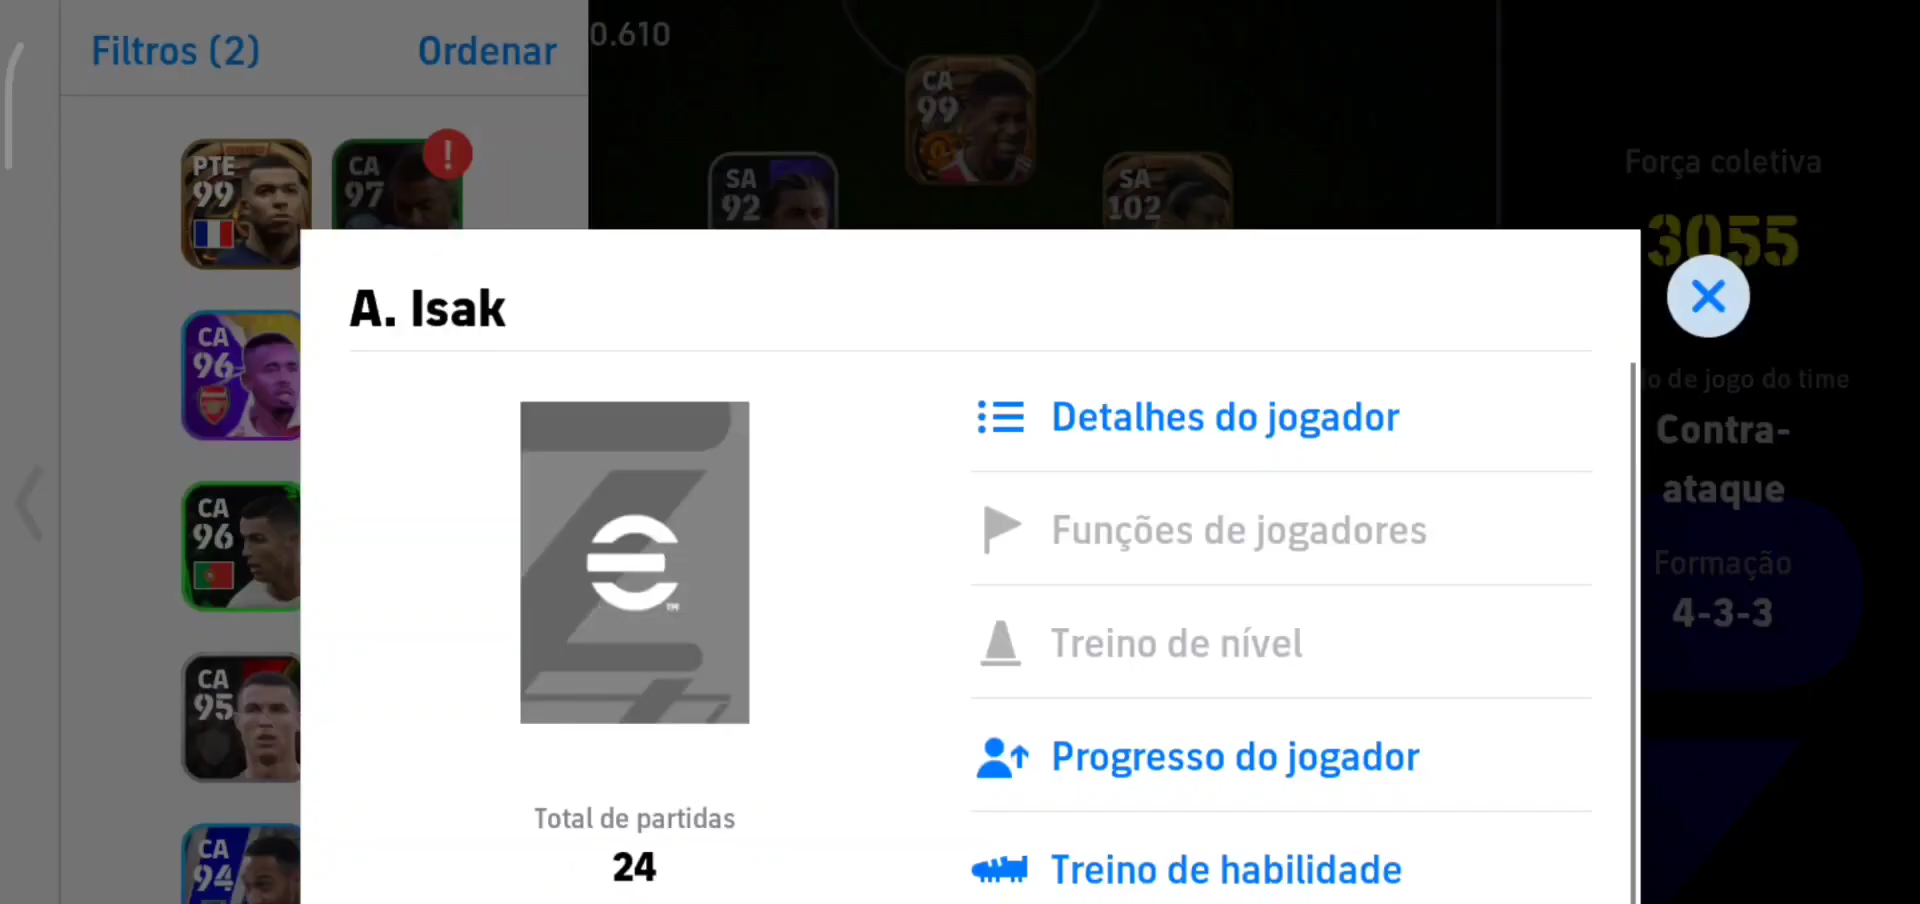 Filtros (2)
Ordenar
0.610
CA
99
PTE
99
CA
97
!
SA
92
SA
102
Força coletiva
3055
A. Isak
CA
96
Detalhes do jogador
o de jogo do time
Contra-
ataque
CA
96
Funções de jogadores
Formação
4-3-3
Treino de nível
CA
95
TM
Progresso do jogador
Total de partidas
24
CA
94
Treino de habilidade